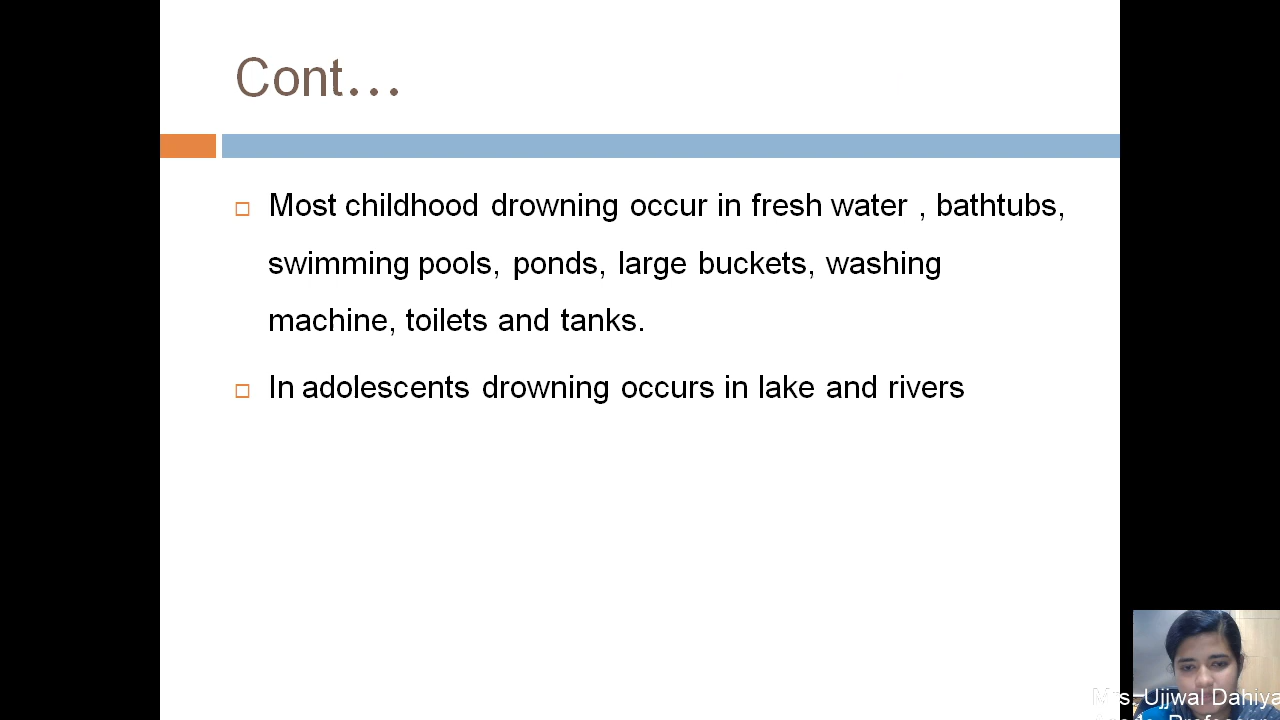 Cont...
Most childhood drowning occur in fresh water , bathtubs,
swimming pools, ponds, large buckets, washing
machine, toilets and tanks.
In adolescents drowning occurs in lake and rivers
Mrs. Ujjwal Dahiya